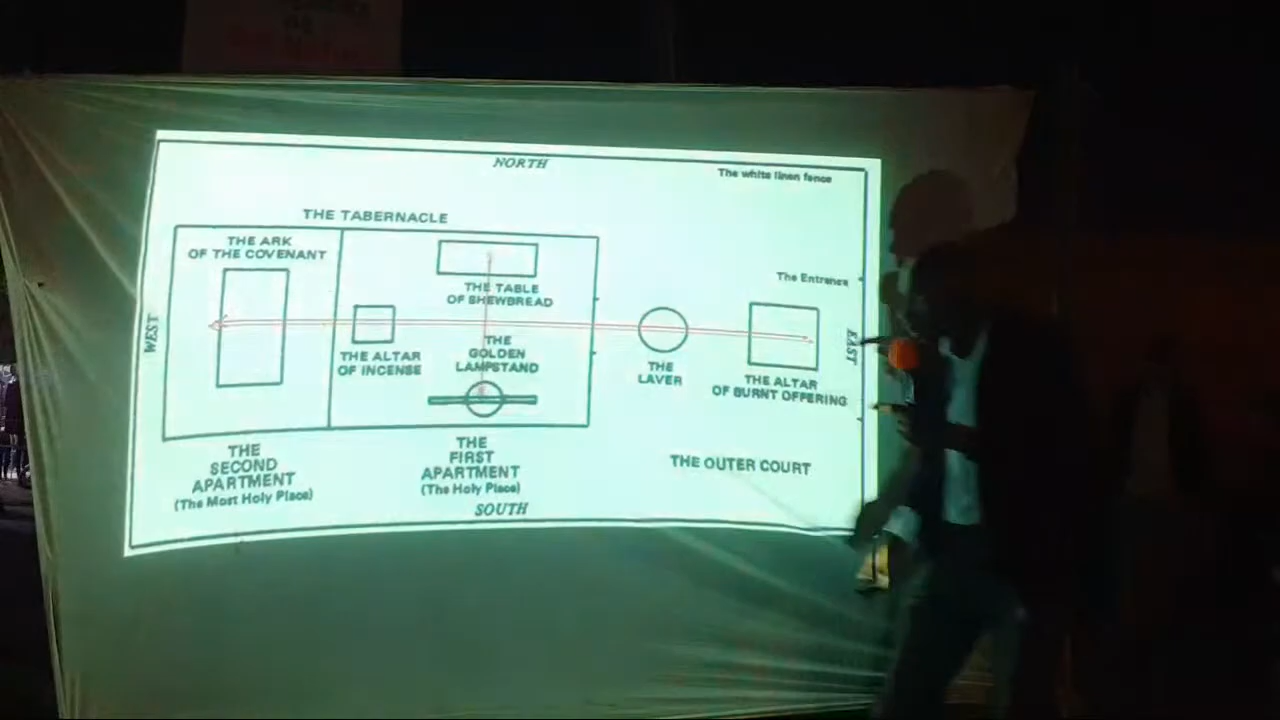 NORTH
The white linen fence
THE TABERNACLE
THE ARK
OF THE COVENANT
THE TABLE
OF SHEWBREAD
The Entrance
WEST
EAST
THE ALTAR
OF INCENSE
THE
GOLDEN
LAMPSTAND
THE
LAVER
THE ALTAR
OF BURNT OFFERING
THE
SECOND
APARTMENT
(The Most Holy Place)
THE
FIRST
APARTMENT
(The Holy Place)
THE OUTER COURT
SOUTH